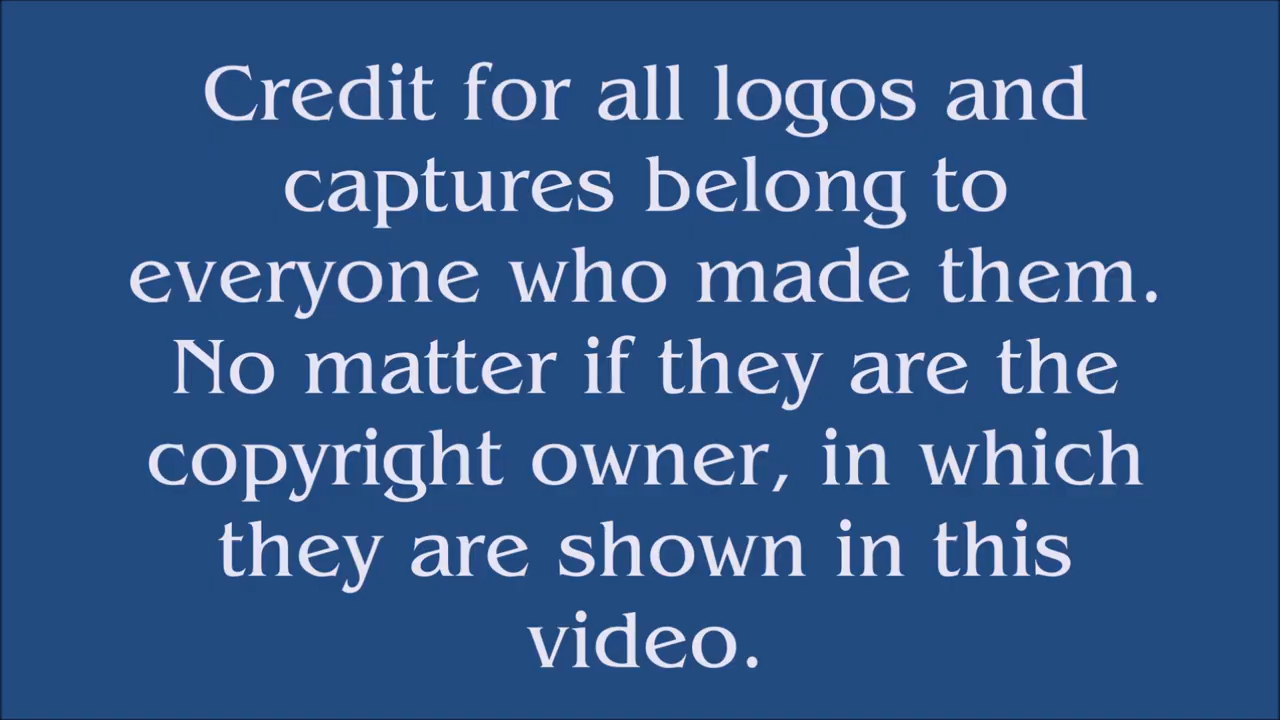 Credit for all logos and
captures belong to
everyone who made them.
No matter if they are the
copyright owner, in which
they are shown in this
video.